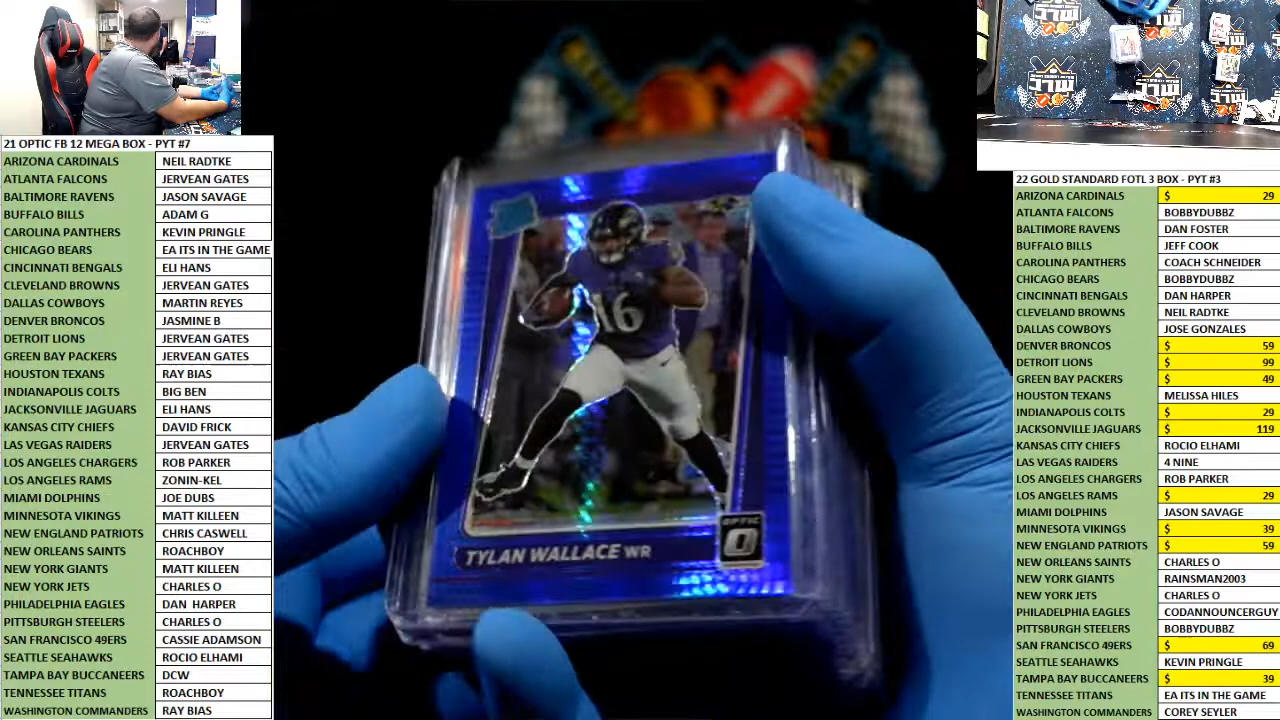 21 OPTIC FB 12 MEGA BOX - PYT #7
ARIZONA CARDINALS NEIL RADTKE
ATLANTA FALCONS JERVEAN GATES
BALTIMORE RAVENS JASON SAVAGE
BUFFALO BILLS ADAM G
CAROLINA PANTHERS KEVIN PRINGLE
CHICAGO BEARS EA ITS IN THE GAME
CINCINNATI BENGALS ELI HANS
CLEVELAND BROWNS JERVEAN GATES
DALLAS COWBOYS MARTIN REYES
DENVER BRONCOS JASMINE B
DETROIT LIONS JERVEAN GATES
GREEN BAY PACKERS JERVEAN GATES
HOUSTON TEXANS RAY BIAS
INDIANAPOLIS COLTS BIG BEN
JACKSONVILLE JAGUARS ELI HANS
KANSAS CITY CHIEFS DAVID FRICK
LAS VEGAS RAIDERS JERVEAN GATES
LOS ANGELES CHARGERS ROB PARKER
LOS ANGELES RAMS ZONIN-KEL
MIAMI DOLPHINS JOE DUBS
MINNESOTA VIKINGS MATT KILLEEN
NEW ENGLAND PATRIOTS CHRIS CASWELL
NEW ORLEANS SAINTS ROACHBOY
NEW YORK GIANTS MATT KILLEEN
NEW YORK JETS CHARLES O
PHILADELPHIA EAGLES DAN HARPER
PITTSBURGH STEELERS CHARLES O
SAN FRANCISCO 49ERS CASSIE ADAMSON
SEATTLE SEAHAWKS ROCIO ELHAMI
TAMPA BAY BUCCANEERS DCW
TENNESSEE TITANS ROACHBOY
WASHINGTON COMMANDERS RAY BIAS
16
TYLAN WALLACE WR
OPTIC
22 GOLD STANDARD FOTL 3 BOX - PYT #3
ARIZONA CARDINALS $ 29
ATLANTA FALCONS BOBBYDUBBZ
BALTIMORE RAVENS DAN FOSTER
BUFFALO BILLS JEFF COOK
CAROLINA PANTHERS COACH SCHNEIDER
CHICAGO BEARS BOBBYDUBBZ
CINCINNATI BENGALS DAN HARPER
CLEVELAND BROWNS NEIL RADTKE
DALLAS COWBOYS JOSE GONZALES
DENVER BRONCOS $ 59
DETROIT LIONS $ 99
GREEN BAY PACKERS $ 49
HOUSTON TEXANS MELISSA HILES
INDIANAPOLIS COLTS $ 29
JACKSONVILLE JAGUARS $ 119
KANSAS CITY CHIEFS ROCIO ELHAMI
LAS VEGAS RAIDERS 4 NINE
LOS ANGELES CHARGERS ROB PARKER
LOS ANGELES RAMS $ 29
MIAMI DOLPHINS JASON SAVAGE
MINNESOTA VIKINGS $ 39
NEW ENGLAND PATRIOTS $ 59
NEW ORLEANS SAINTS CHARLES O
NEW YORK GIANTS RAINSMAN2003
NEW YORK JETS CHARLES O
PHILADELPHIA EAGLES CODANNOUNCERGUY
PITTSBURGH STEELERS BOBBYDUBBZ
SAN FRANCISCO 49ERS $ 69
SEATTLE SEAHAWKS KEVIN PRINGLE
TAMPA BAY BUCCANEERS $ 39
TENNESSEE TITANS EA ITS IN THE GAME
WASHINGTON COMMANDERS COREY SEYLER